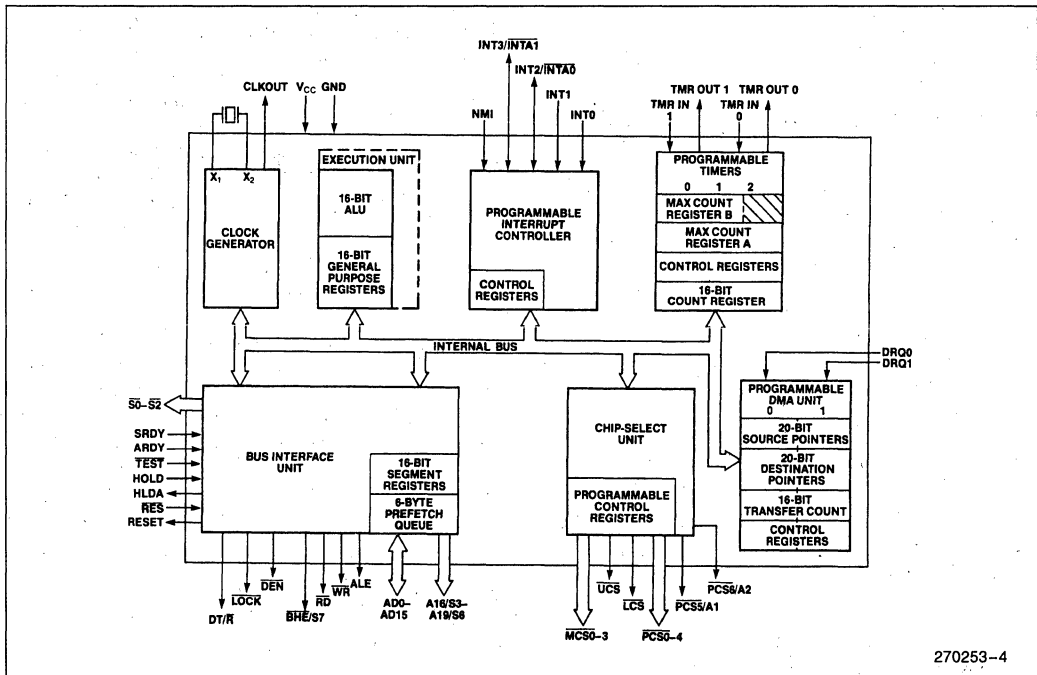 INT3/INTA1
INT2/INTA0
INT1
NMI
INT0
CLKOUT
VCC
GND
TMR OUT 1
TMR OUT 0
TMR IN
1
TMR IN
0
X1
X2
CLOCK
GENERATOR
EXECUTION UNIT
16-BIT
ALU
16-BIT
GENERAL
PURPOSE
REGISTERS
PROGRAMMABLE
INTERRUPT
CONTROLLER
CONTROL
REGISTERS
PROGRAMMABLE
TIMERS
0 1 2
MAX COUNT
REGISTER B
MAX COUNT
REGISTER A
CONTROL REGISTERS
16-BIT
COUNT REGISTER
INTERNAL BUS
DRQ0
DRQ1
S0-S2
SRDY
ARDY
TEST
HOLD
HLDA
RES
RESET
BUS INTERFACE
UNIT
16-BIT
SEGMENT
REGISTERS
6-BYTE
PREFETCH
QUEUE
CHIP-SELECT
UNIT
PROGRAMMABLE
CONTROL
REGISTERS
PROGRAMMABLE
DMA UNIT
0 1
20-BIT
SOURCE POINTERS
20-BIT
DESTINATION
POINTERS
16-BIT
TRANSFER COUNT
CONTROL
REGISTERS
DT/R
LOCK
DEN
BHE/S7
RD
WR
ALE
AD0-
AD15
A16/S3-
A19/S6
MCS0-3
UCS
LCS
PCS0-4
PCS5/A1
PCS6/A2
270253-4